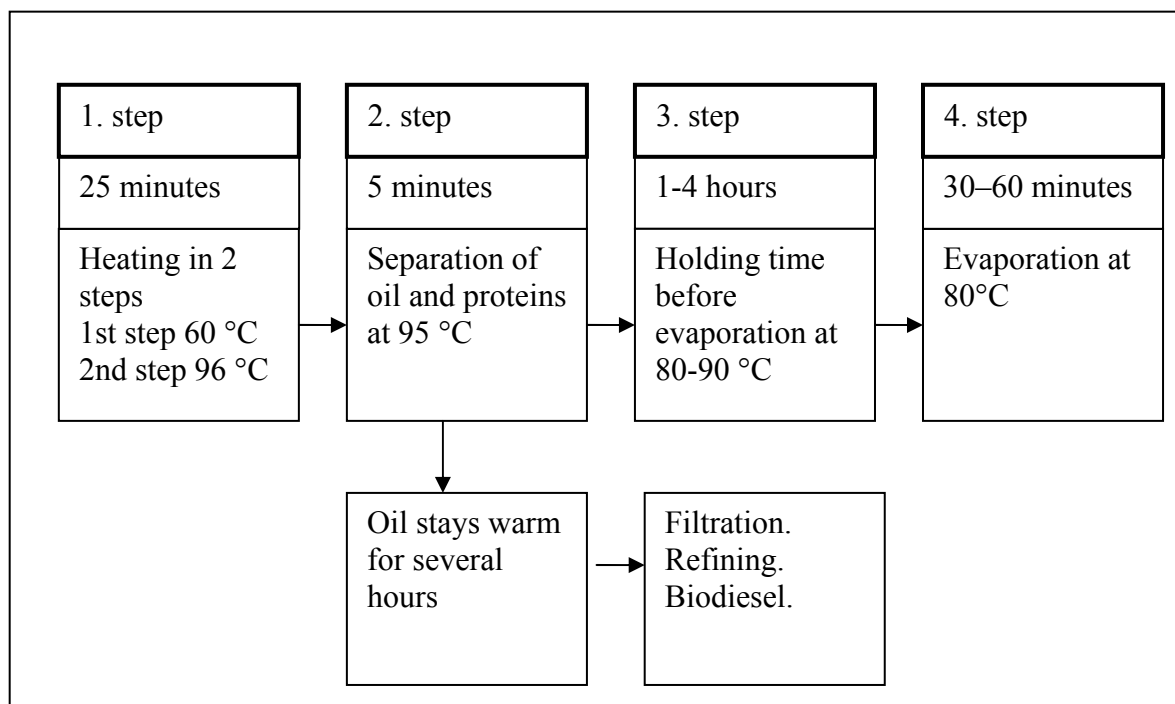 1. step
25 minutes
Heating in 2
steps
1st step 60 °C
2nd step 96 °C
2. step
5 minutes
Separation of
oil and proteins
at 95 °C
3. step
1-4 hours
Holding time
before
evaporation at
80-90 °C
4. step
30–60 minutes
Evaporation at
80°C
Oil stays warm
for several
hours
Filtration.
Refining.
Biodiesel.